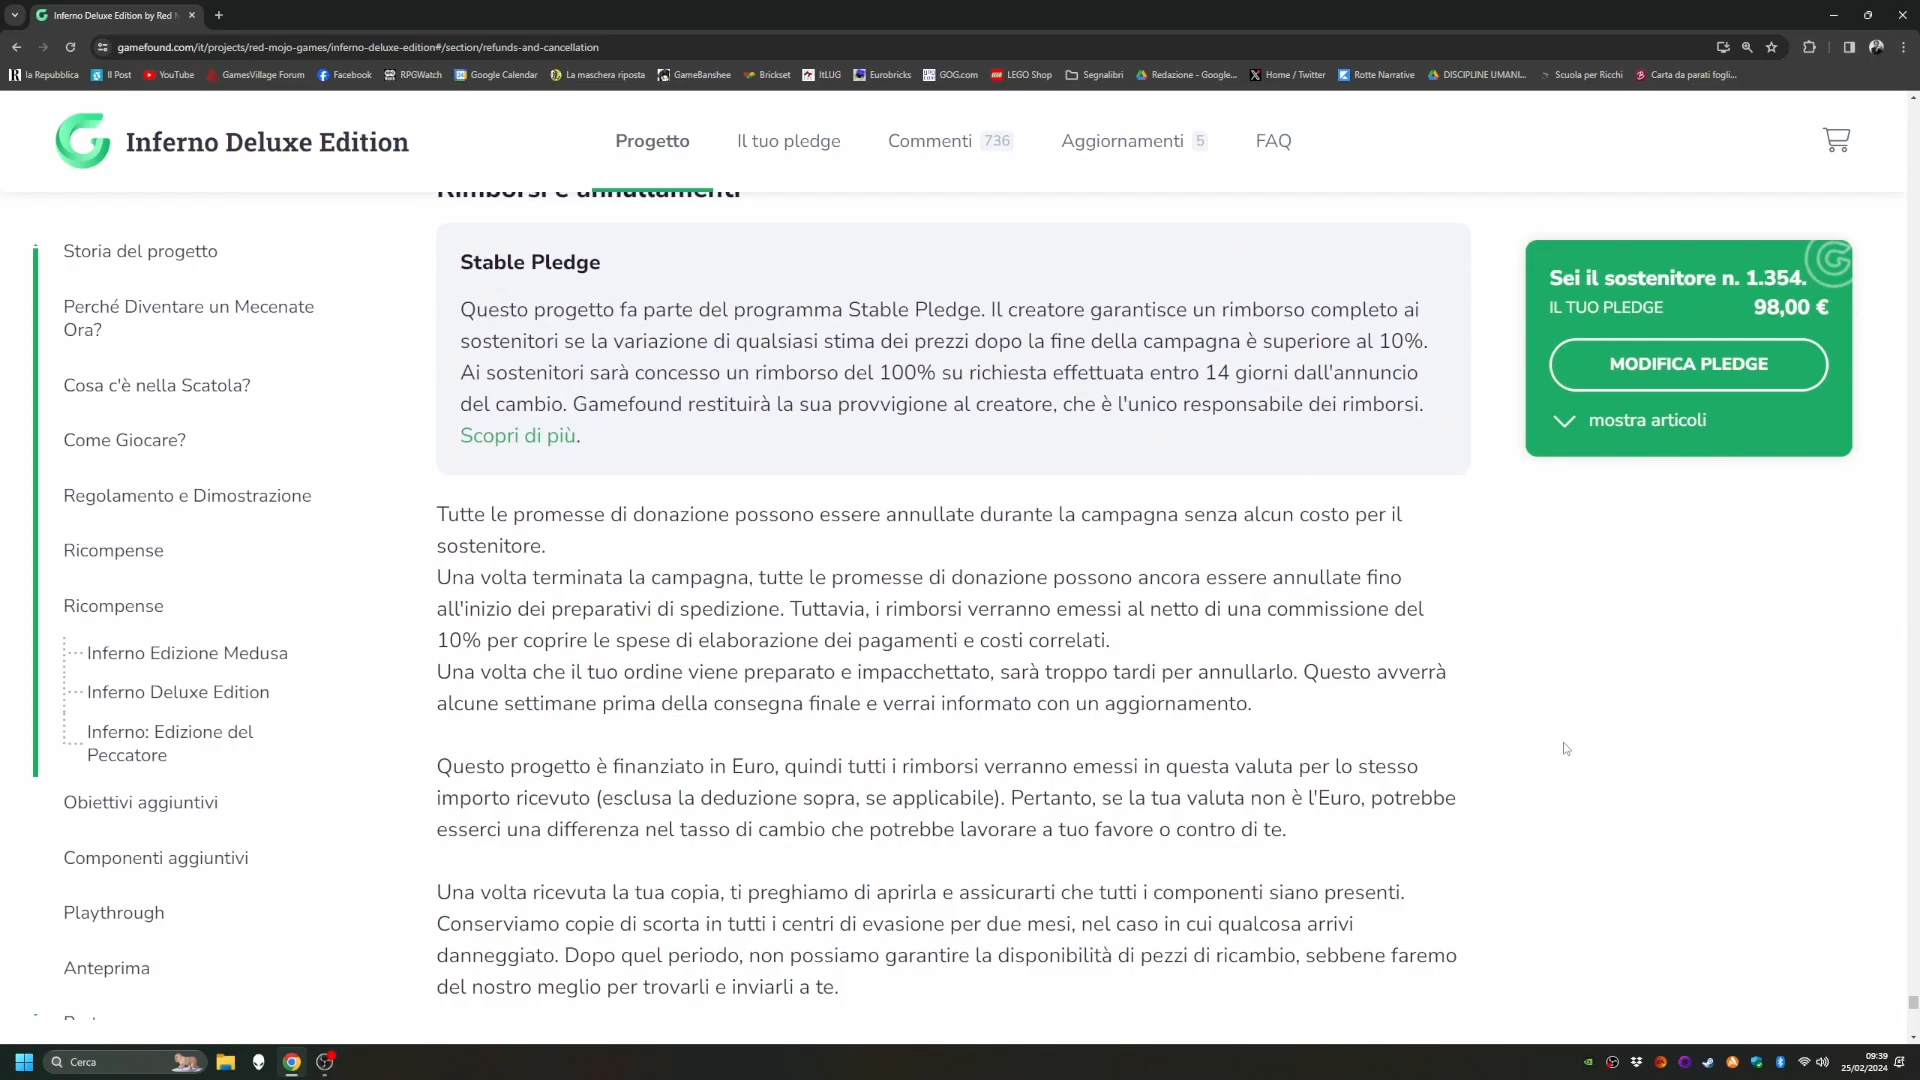 Inferno Deluxe Edition by Red
gamefound.com/it/projects/red-mojo-games/inferno-deluxe-edition#/section/refunds-and-cancellation
la Repubblica
Il Post
YouTube
GamesVillage Forum
Facebook
RPGWatch
Google Calendar
La maschera riposta
GameBanshee
Brickset
ItLUG
Eurobricks
GOG.com
LEGO Shop
Segnalibri
Redazione - Google...
Home / Twitter
Rotte Narrative
DISCIPLINE UMANI...
Scuola per Ricchi
Carta da parati fogli...
Inferno Deluxe Edition
Progetto
Il tuo pledge
Commenti 736
Aggiornamenti 5
FAQ
Rimborsi e annullamenti
Storia del progetto
Perché Diventare un Mecenate
Ora?
Cosa c'è nella Scatola?
Come Giocare?
Regolamento e Dimostrazione
Ricompense
Ricompense
Inferno Edizione Medusa
Inferno Deluxe Edition
Inferno: Edizione del
Peccatore
Obiettivi aggiuntivi
Componenti aggiuntivi
Playthrough
Anteprima
Stable Pledge
Questo progetto fa parte del programma Stable Pledge. Il creatore garantisce un rimborso completo ai
sostenitori se la variazione di qualsiasi stima dei prezzi dopo la fine della campagna è superiore al 10%.
Ai sostenitori sarà concesso un rimborso del 100% su richiesta effettuata entro 14 giorni dall'annuncio
del cambio. Gamefound restituirà la sua provvigione al creatore, che è l'unico responsabile dei rimborsi.
Scopri di più.
Tutte le promesse di donazione possono essere annullate durante la campagna senza alcun costo per il
sostenitore.
Una volta terminata la campagna, tutte le promesse di donazione possono ancora essere annullate fino
all'inizio dei preparativi di spedizione. Tuttavia, i rimborsi verranno emessi al netto di una commissione del
10% per coprire le spese di elaborazione dei pagamenti e costi correlati.
Una volta che il tuo ordine viene preparato e impacchettato, sarà troppo tardi per annullarlo. Questo avverrà
alcune settimane prima della consegna finale e verrai informato con un aggiornamento.
Questo progetto è finanziato in Euro, quindi tutti i rimborsi verranno emessi in questa valuta per lo stesso
importo ricevuto (esclusa la deduzione sopra, se applicabile). Pertanto, se la tua valuta non è l'Euro, potrebbe
esserci una differenza nel tasso di cambio che potrebbe lavorare a tuo favore o contro di te.
Una volta ricevuta la tua copia, ti preghiamo di aprirla e assicurarti che tutti i componenti siano presenti.
Conserviamo copie di scorta in tutti i centri di evasione per due mesi, nel caso in cui qualcosa arrivi
danneggiato. Dopo quel periodo, non possiamo garantire la disponibilità di pezzi di ricambio, sebbene faremo
del nostro meglio per trovarli e inviarli a te.
Sei il sostenitore n. 1.354.
IL TUO PLEDGE 98,00 €
MODIFICA PLEDGE
mostra articoli
Cerca
09:39
25/02/2024